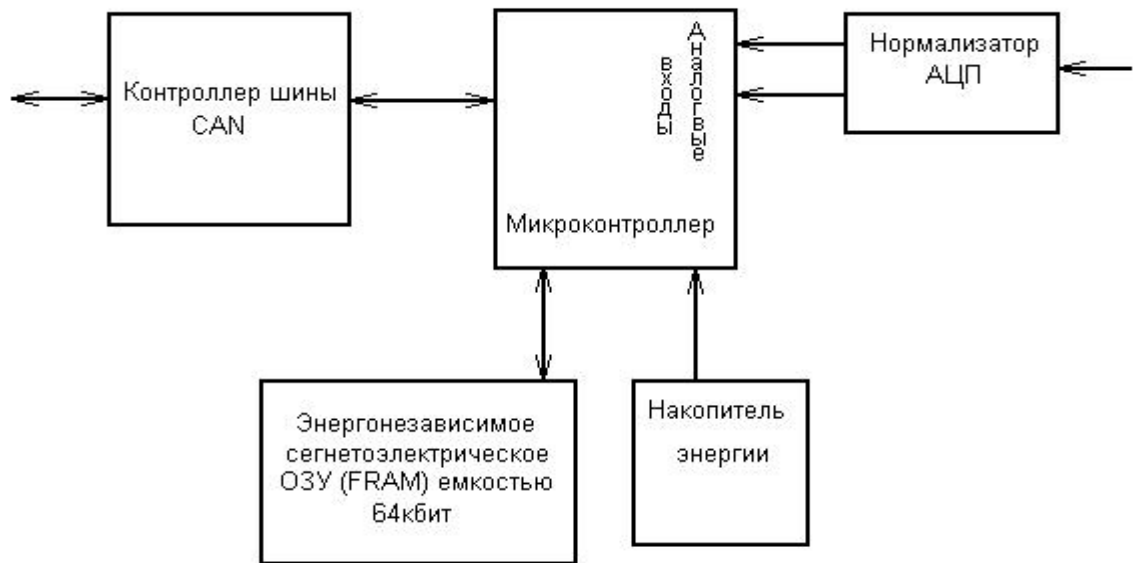 Контроллер шины
CAN
Аналогвые
входы
Микроконтроллер
Нормализатор
АЦП
Энергонезависимое
сегнетоэлектрическое
ОЗУ (FRAM) емкостью
64кбит
Накопитель
энергии